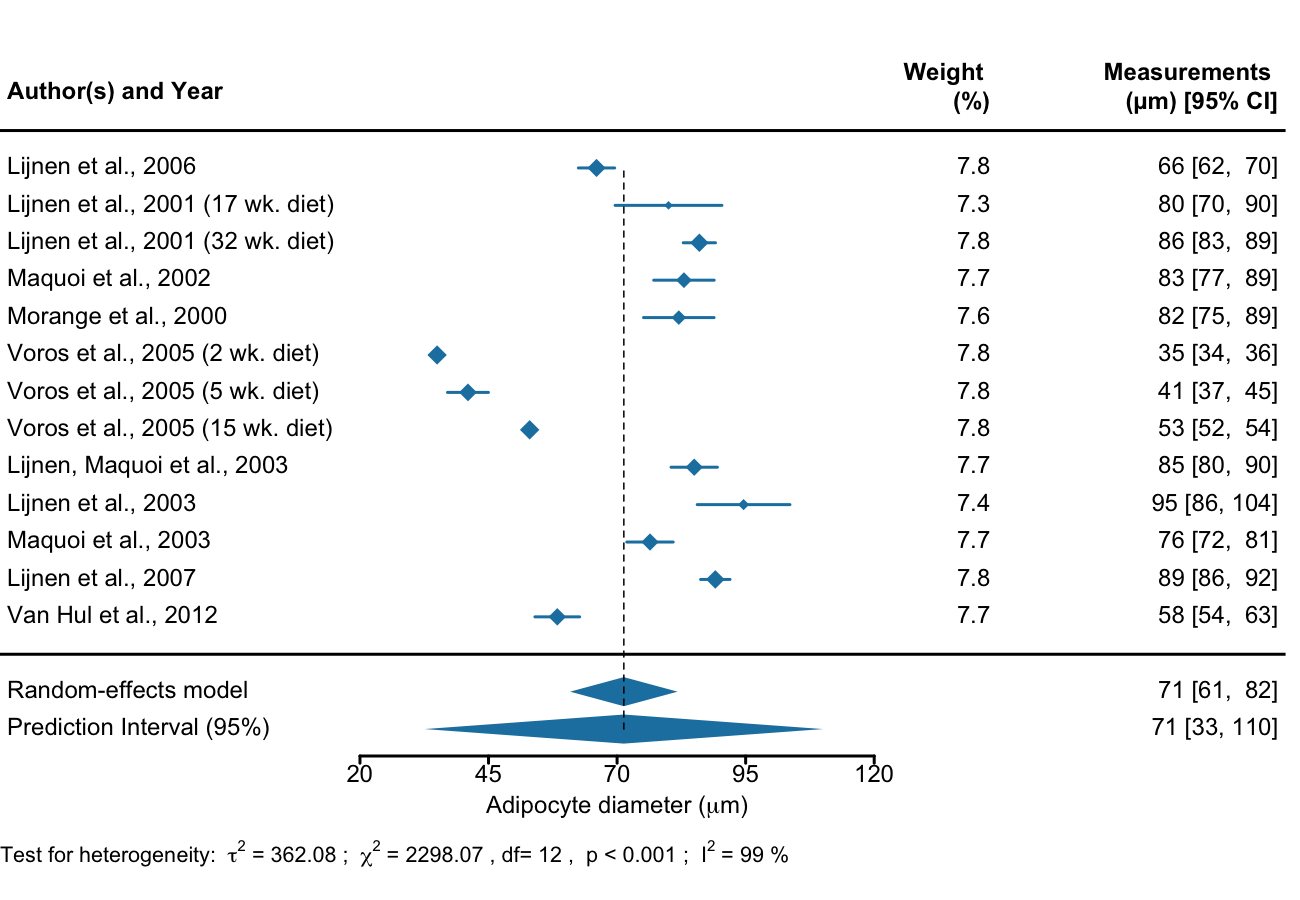 Author(s) and Year
Weight (%)
Measurements (µm) [95% CI]
Lijnen et al., 2006 7.8 66 [62, 70]
Lijnen et al., 2001 (17 wk. diet) 7.3 80 [70, 90]
Lijnen et al., 2001 (32 wk. diet) 7.8 86 [83, 89]
Maquoi et al., 2002 7.7 83 [77, 89]
Morange et al., 2000 7.6 82 [75, 89]
Voros et al., 2005 (2 wk. diet) 7.8 35 [34, 36]
Voros et al., 2005 (5 wk. diet) 7.8 41 [37, 45]
Voros et al., 2005 (15 wk. diet) 7.8 53 [52, 54]
Lijnen, Maquoi et al., 2003 7.7 85 [80, 90]
Lijnen et al., 2003 7.4 95 [86, 104]
Maquoi et al., 2003 7.7 76 [72, 81]
Lijnen et al., 2007 7.8 89 [86, 92]
Van Hul et al., 2012 7.7 58 [54, 63]
Random-effects model 71 [61, 82]
Prediction Interval (95%) 71 [33, 110]
20 45 70 95 120
Adipocyte diameter (µm)
Test for heterogeneity: τ² = 362.08 ; χ² = 2298.07 , df= 12 , p < 0.001 ; I² = 99 %